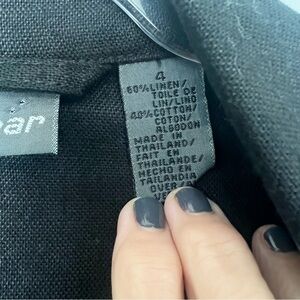 4
60%LINEN/
TOILE DE
LIN/LINO
40%COTTON/
COTON/
ALGODON
MADE IN
THAILAND/
FAIT EN
THAILANDE/
HECHO EN
TAILANDIA
OVER/
ar